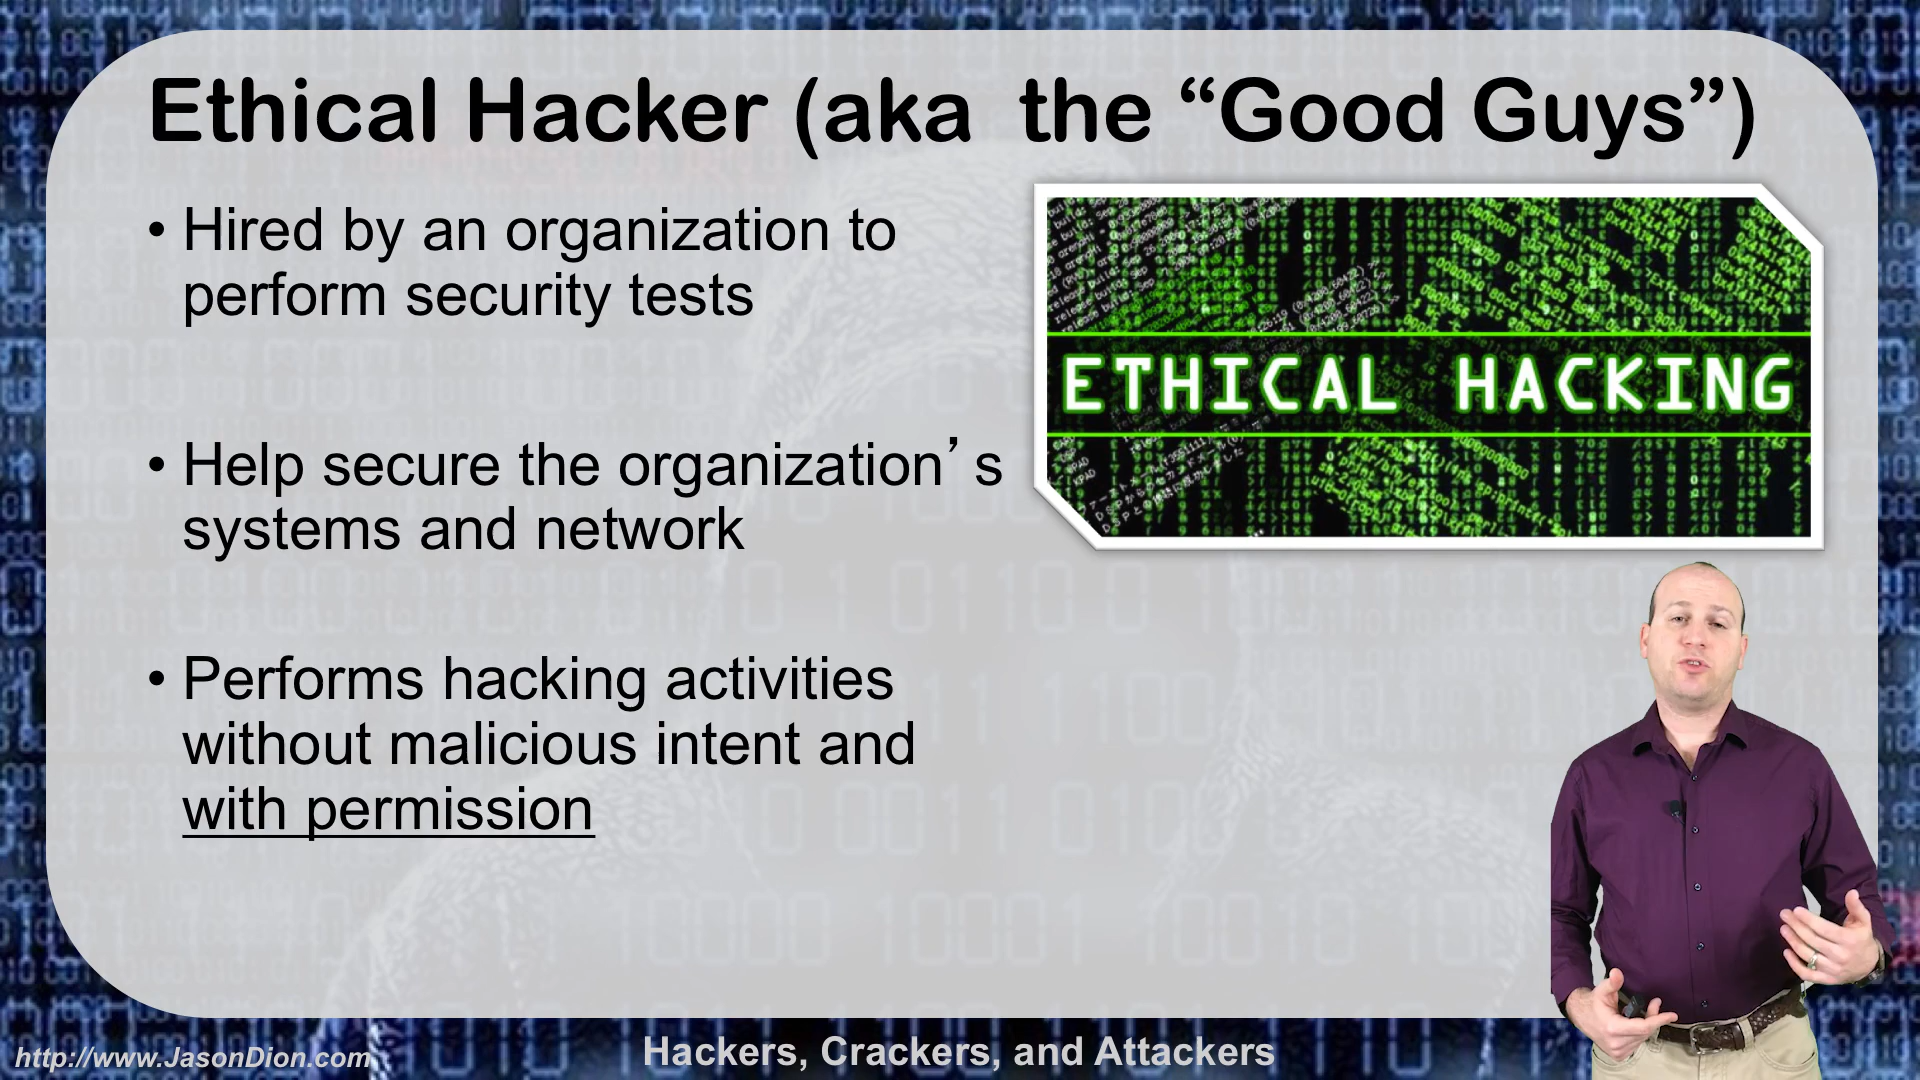 Ethical Hacker (aka  the “Good Guys”)
• Hired by an organization to
perform security tests
• Help secure the organization’s
systems and network
• Performs hacking activities
without malicious intent and
with permission
ETHICAL HACKING
http://www.JasonDion.com
Hackers, Crackers, and Attackers